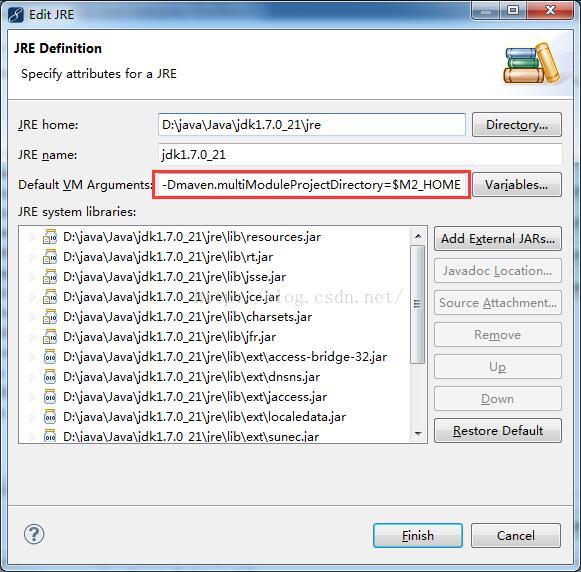 Edit JRE
JRE Definition
Specify attributes for a JRE
JRE home: D:\java\Java\jdk1.7.0_21\jre Directory...
JRE name: jdk1.7.0_21
Default VM Arguments: -Dmaven.multiModuleProjectDirectory=$M2_HOME Variables...
JRE system libraries:
D:\java\Java\jdk1.7.0_21\jre\lib\resources.jar Add External JARs...
D:\java\Java\jdk1.7.0_21\jre\lib\rt.jar
D:\java\Java\jdk1.7.0_21\jre\lib\jsse.jar Javadoc Location...
D:\java\Java\jdk1.7.0_21\jre\lib\jce.jar Source Attachment...
http://blog.csdn.net/
D:\java\Java\jdk1.7.0_21\jre\lib\charsets.jar
D:\java\Java\jdk1.7.0_21\jre\lib\jfr.jar Remove
D:\java\Java\jdk1.7.0_21\jre\lib\ext\access-bridge-32.jar
D:\java\Java\jdk1.7.0_21\jre\lib\ext\dnsns.jar Up
D:\java\Java\jdk1.7.0_21\jre\lib\ext\jaccess.jar Down
D:\java\Java\jdk1.7.0_21\jre\lib\ext\localedata.jar
D:\java\Java\jdk1.7.0_21\jre\lib\ext\sunec.jar Restore Default
Finish Cancel